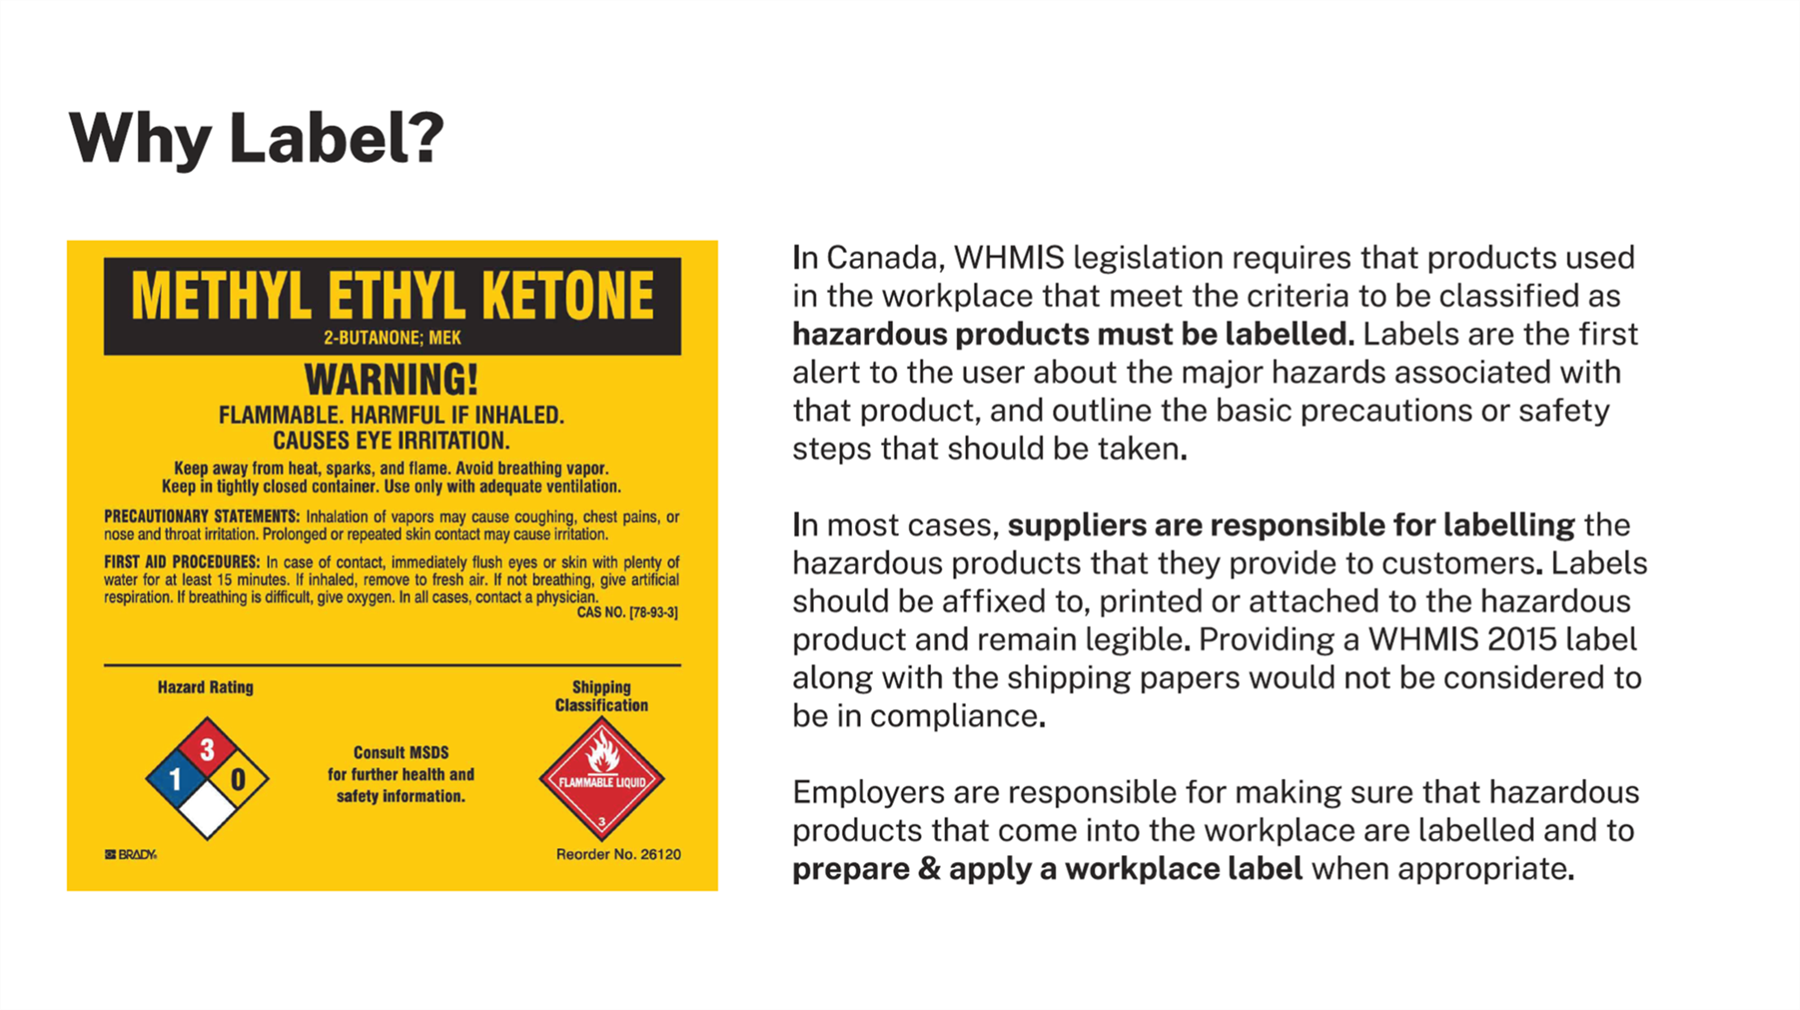 Why Label?
METHYL ETHYL KETONE
2-BUTANONE; MEK
WARNING!
FLAMMABLE. HARMFUL IF INHALED.
CAUSES EYE IRRITATION.
Keep away from heat, sparks, and flame. Avoid breathing vapor.
Keep in tightly closed container. Use only with adequate ventilation.
PRECAUTIONARY STATEMENTS: Inhalation of vapors may cause coughing, chest pains, or
nose and throat irritation. Prolonged or repeated skin contact may cause irritation.
FIRST AID PROCEDURES: In case of contact, immediately flush eyes or skin with plenty of
water for at least 15 minutes. If inhaled, remove to fresh air. If not breathing, give artificial
respiration. If breathing is difficult, give oxygen. In all cases, contact a physician.
CAS NO. [78-93-3]
Hazard Rating
3
1 0
Consult MSDS
for further health and
safety information.
Shipping
Classification
FLAMMABLE LIQUID
3
BRADY®
Reorder No. 26120
In Canada, WHMIS legislation requires that products used
in the workplace that meet the criteria to be classified as
hazardous products must be labelled. Labels are the first
alert to the user about the major hazards associated with
that product, and outline the basic precautions or safety
steps that should be taken.
In most cases, suppliers are responsible for labelling the
hazardous products that they provide to customers. Labels
should be affixed to, printed or attached to the hazardous
product and remain legible. Providing a WHMIS 2015 label
along with the shipping papers would not be considered to
be in compliance.
Employers are responsible for making sure that hazardous
products that come into the workplace are labelled and to
prepare & apply a workplace label when appropriate.